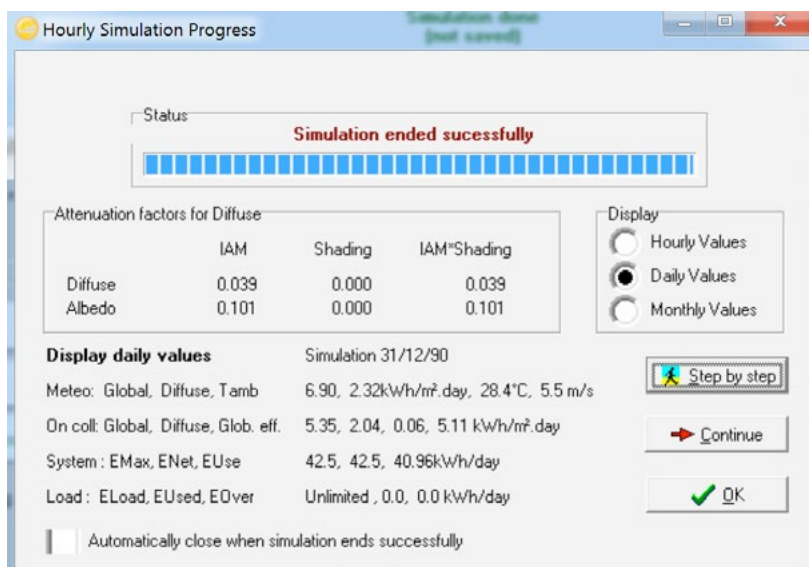 Simulation done
(not saved)
Hourly Simulation Progress
Status
Simulation ended sucessfully
Attenuation factors for Diffuse
IAM Shading IAM*Shading
Diffuse 0.039 0.000 0.039
Albedo 0.101 0.000 0.101
Display
Hourly Values
Daily Values
Monthly Values
Display daily values Simulation 31/12/90
Meteo: Global, Diffuse, Tamb 6.90, 2.32kWh/m².day, 28.4°C, 5.5 m/s
On coll: Global, Diffuse, Glob. eff. 5.35, 2.04, 0.06, 5.11 kWh/m².day
System : EMax, ENet, EUse 42.5, 42.5, 40.96kWh/day
Load : ELoad, EUsed, EOver Unlimited , 0.0, 0.0 kWh/day
Step by step
Continue
OK
Automatically close when simulation ends successfully